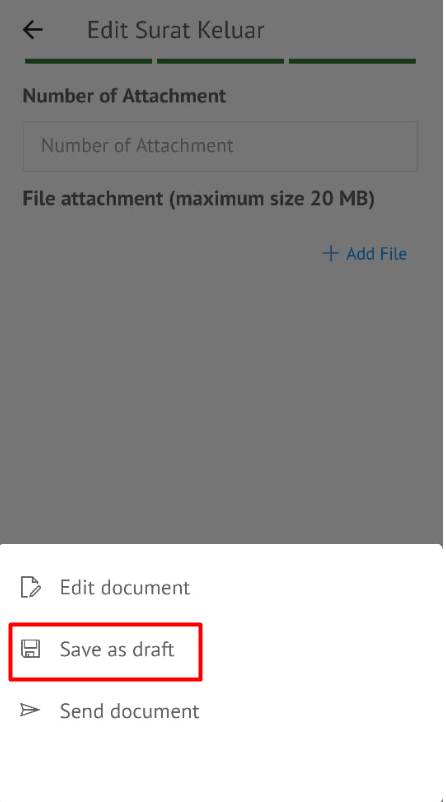 Edit Surat Keluar
Number of Attachment
Number of Attachment
File attachment (maximum size 20 MB)
+ Add File
Edit document
Save as draft
Send document